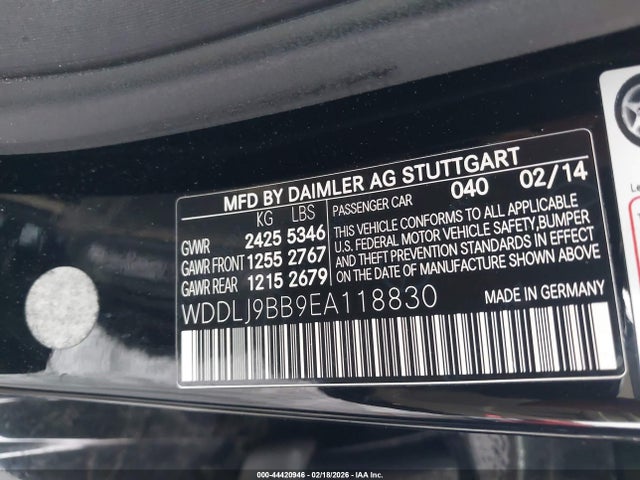 MFD BY DAIMLER AG STUTTGART
KG LBS
GVWR 2425 5346
GAWR FRONT 1255 2767
GAWR REAR 1215 2679
PASSENGER CAR 040 02/14
THIS VEHICLE CONFORMS TO ALL APPLICABLE
U.S. FEDERAL MOTOR VEHICLE SAFETY, BUMPER
AND THEFT PREVENTION STANDARDS IN EFFECT
ON THE DATE OF MANUFACTURE SHOWN ABOVE.
WDDLJ9BB9EA118830 MADE IN GERMANY
000-44420946 - 02/18/2026 - IAA Inc.